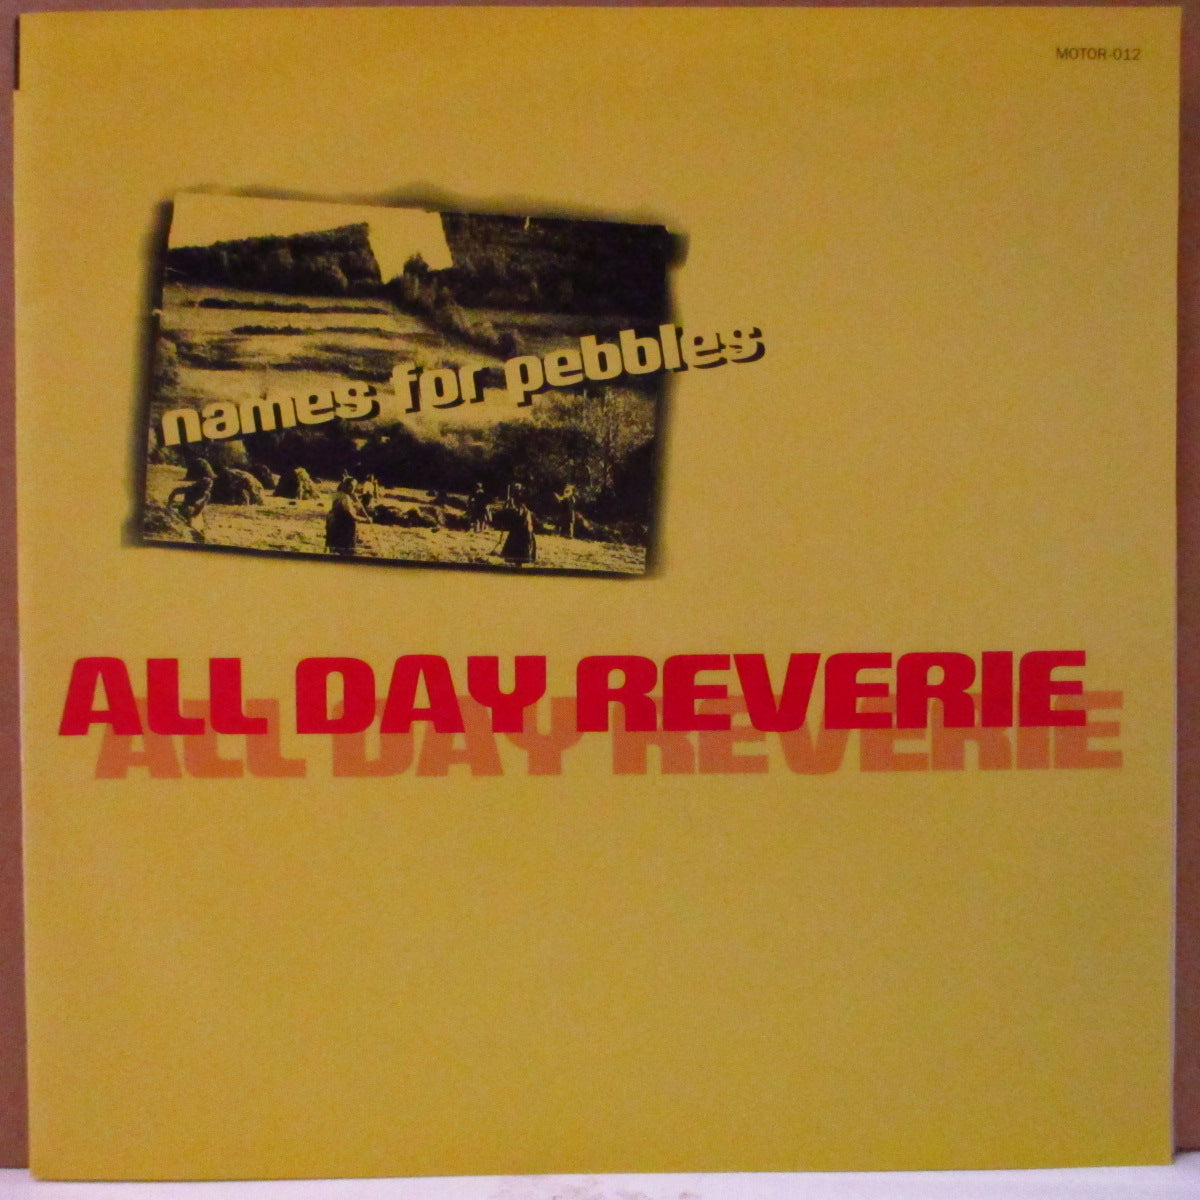 MOTOR-012
names for pebbles
ALL DAY REVERIE
ALL DAY REVERIE